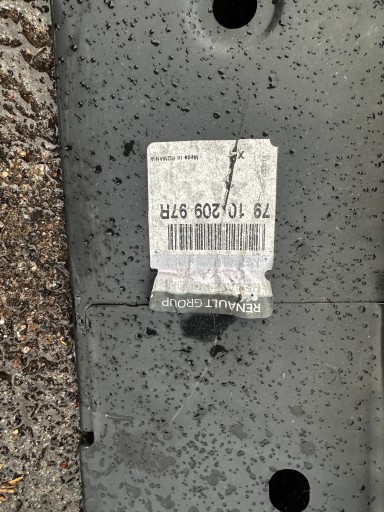 RENAULT GROUP
79 10 209 97R
X
Made in ROMANIA